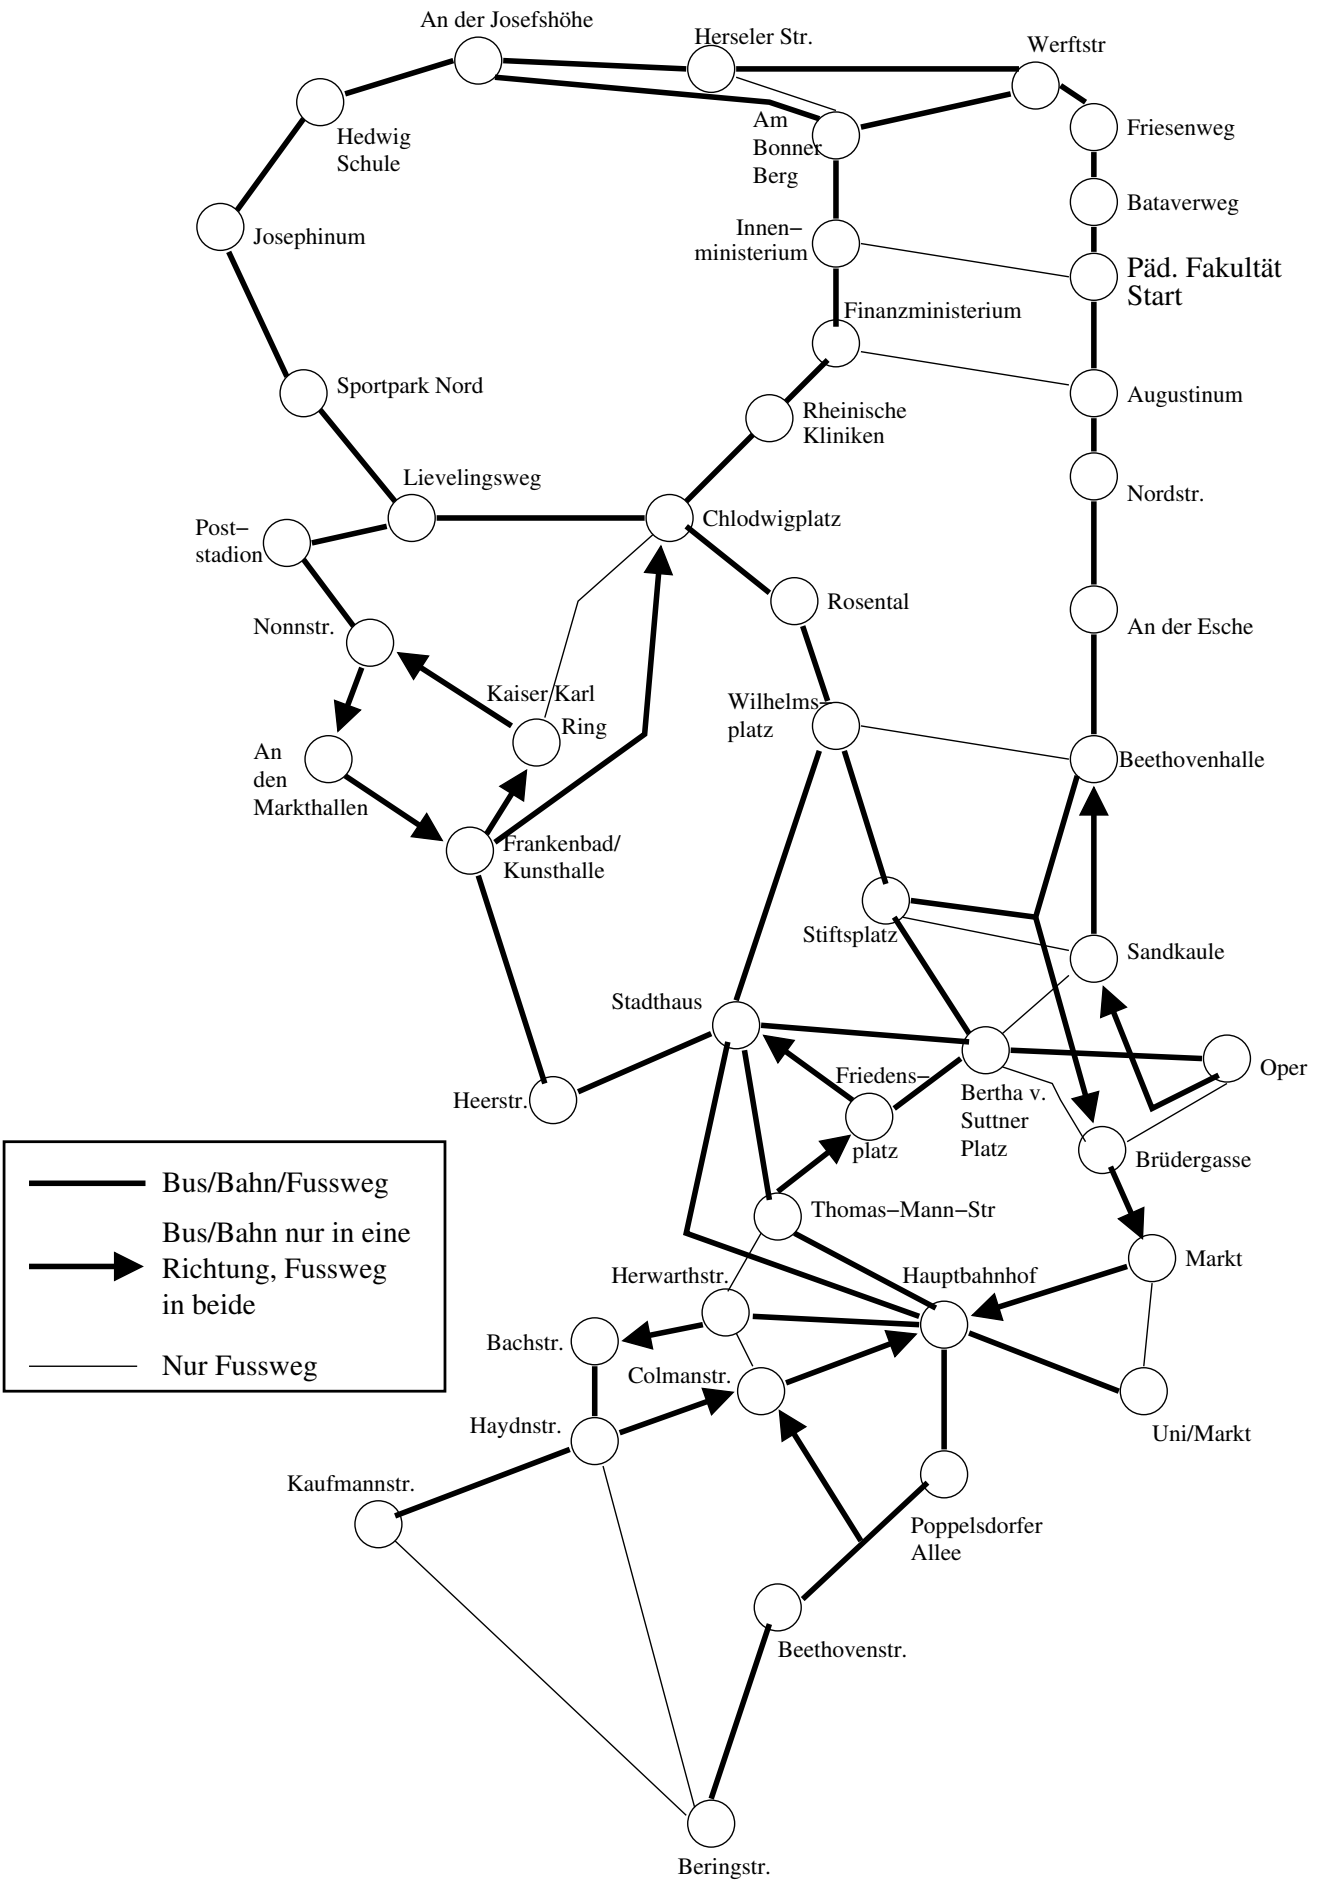 An der Josefshöhe
Herseler Str.
Werftstr
Hedwig
Schule
Am
Bonner
Berg
Friesenweg
Bataverweg
Josephinum
Innen−
ministerium
Päd. Fakultät
Start
Finanzministerium
Sportpark Nord
Augustinum
Rheinische
Kliniken
Lievelingsweg
Nordstr.
Post−
stadion
Chlodwigplatz
Rosental
Nonnstr.
An der Esche
Kaiser Karl
Ring
Wilhelms−
platz
An
den
Markthallen
Beethovenhalle
Frankenbad/
Kunsthalle
Stiftsplatz
Sandkaule
Stadthaus
Oper
Friedens−
platz
Heerstr.
Bertha v.
Suttner
Platz
Brüdergasse
Bus/Bahn/Fussweg
Bus/Bahn nur in eine
Richtung, Fussweg
in beide
Nur Fussweg
Thomas−Mann−Str
Markt
Herwarthstr.
Hauptbahnhof
Bachstr.
Colmanstr.
Haydnstr.
Uni/Markt
Kaufmannstr.
Poppelsdorfer
Allee
Beethovenstr.
Beringstr.